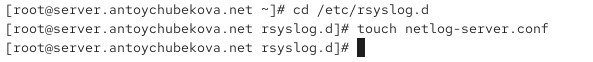 [root@server.antoychubekova.net ~]# cd /etc/rsyslog.d
[root@server.antoychubekova.net rsyslog.d]# touch netlog-server.conf
[root@server.antoychubekova.net rsyslog.d]#